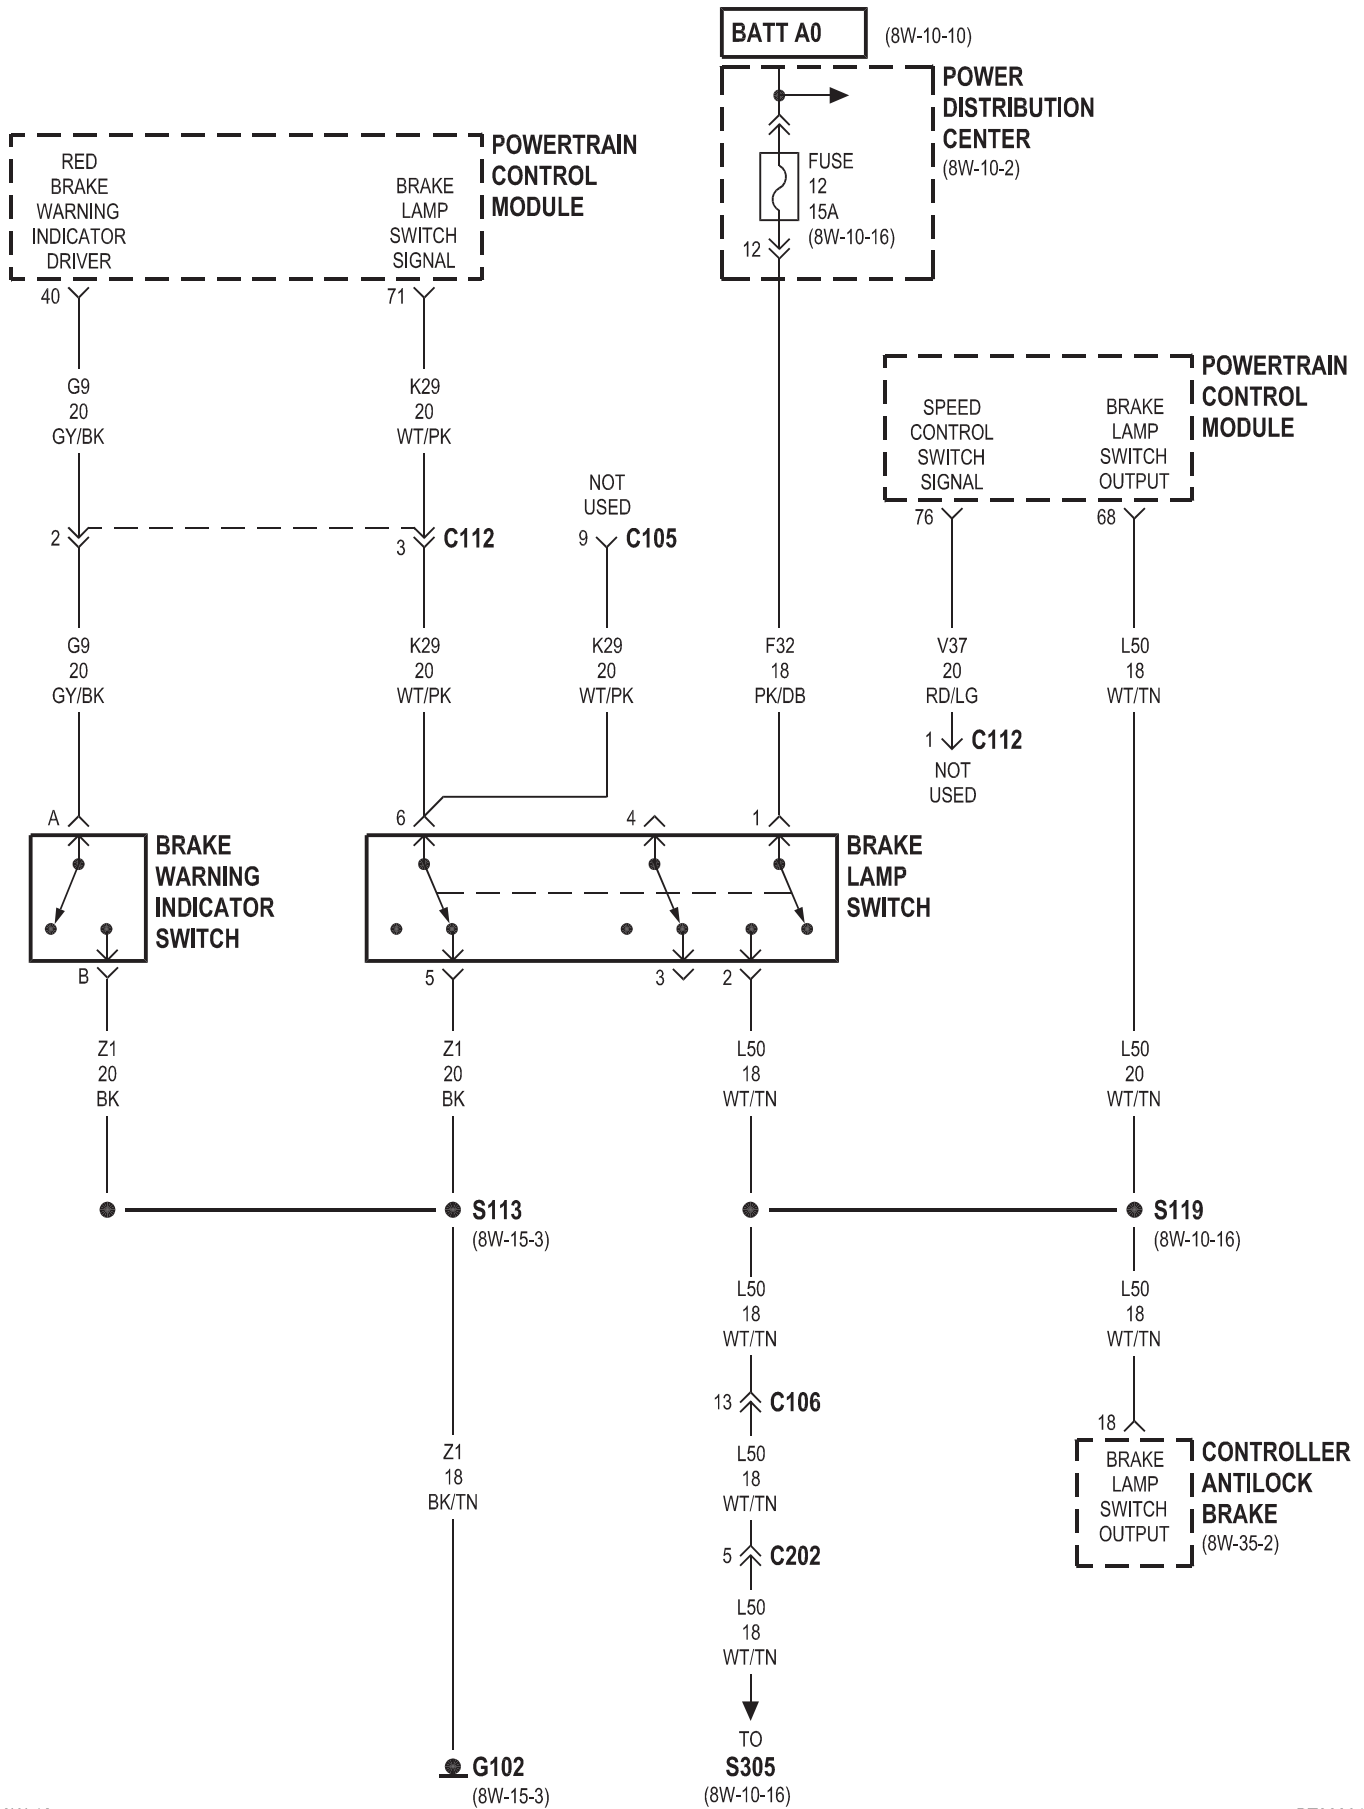 BATT A0
(8W-10-10)
POWER
DISTRIBUTION
CENTER
(8W-10-2)
FUSE
12
15A
(8W-10-16)
12
POWERTRAIN
CONTROL
MODULE
RED
BRAKE
WARNING
INDICATOR
DRIVER
BRAKE
LAMP
SWITCH
SIGNAL
40
71
G9
20
GY/BK
K29
20
WT/PK
POWERTRAIN
CONTROL
MODULE
SPEED
CONTROL
SWITCH
SIGNAL
BRAKE
LAMP
SWITCH
OUTPUT
76
68
NOT
USED
2
3
C112
9
C105
G9
20
GY/BK
K29
20
WT/PK
K29
20
WT/PK
F32
18
PK/DB
V37
20
RD/LG
L50
18
WT/TN
1
C112
NOT
USED
A
6
4
1
BRAKE
WARNING
INDICATOR
SWITCH
BRAKE
LAMP
SWITCH
B
5
3
2
Z1
20
BK
Z1
20
BK
L50
18
WT/TN
L50
20
WT/TN
S113
(8W-15-3)
S119
(8W-10-16)
L50
18
WT/TN
L50
18
WT/TN
13
C106
18
Z1
18
BK/TN
L50
18
WT/TN
BRAKE
LAMP
SWITCH
OUTPUT
CONTROLLER
ANTILOCK
BRAKE
(8W-35-2)
5
C202
L50
18
WT/TN
TO
S305
(8W-10-16)
G102
(8W-15-3)